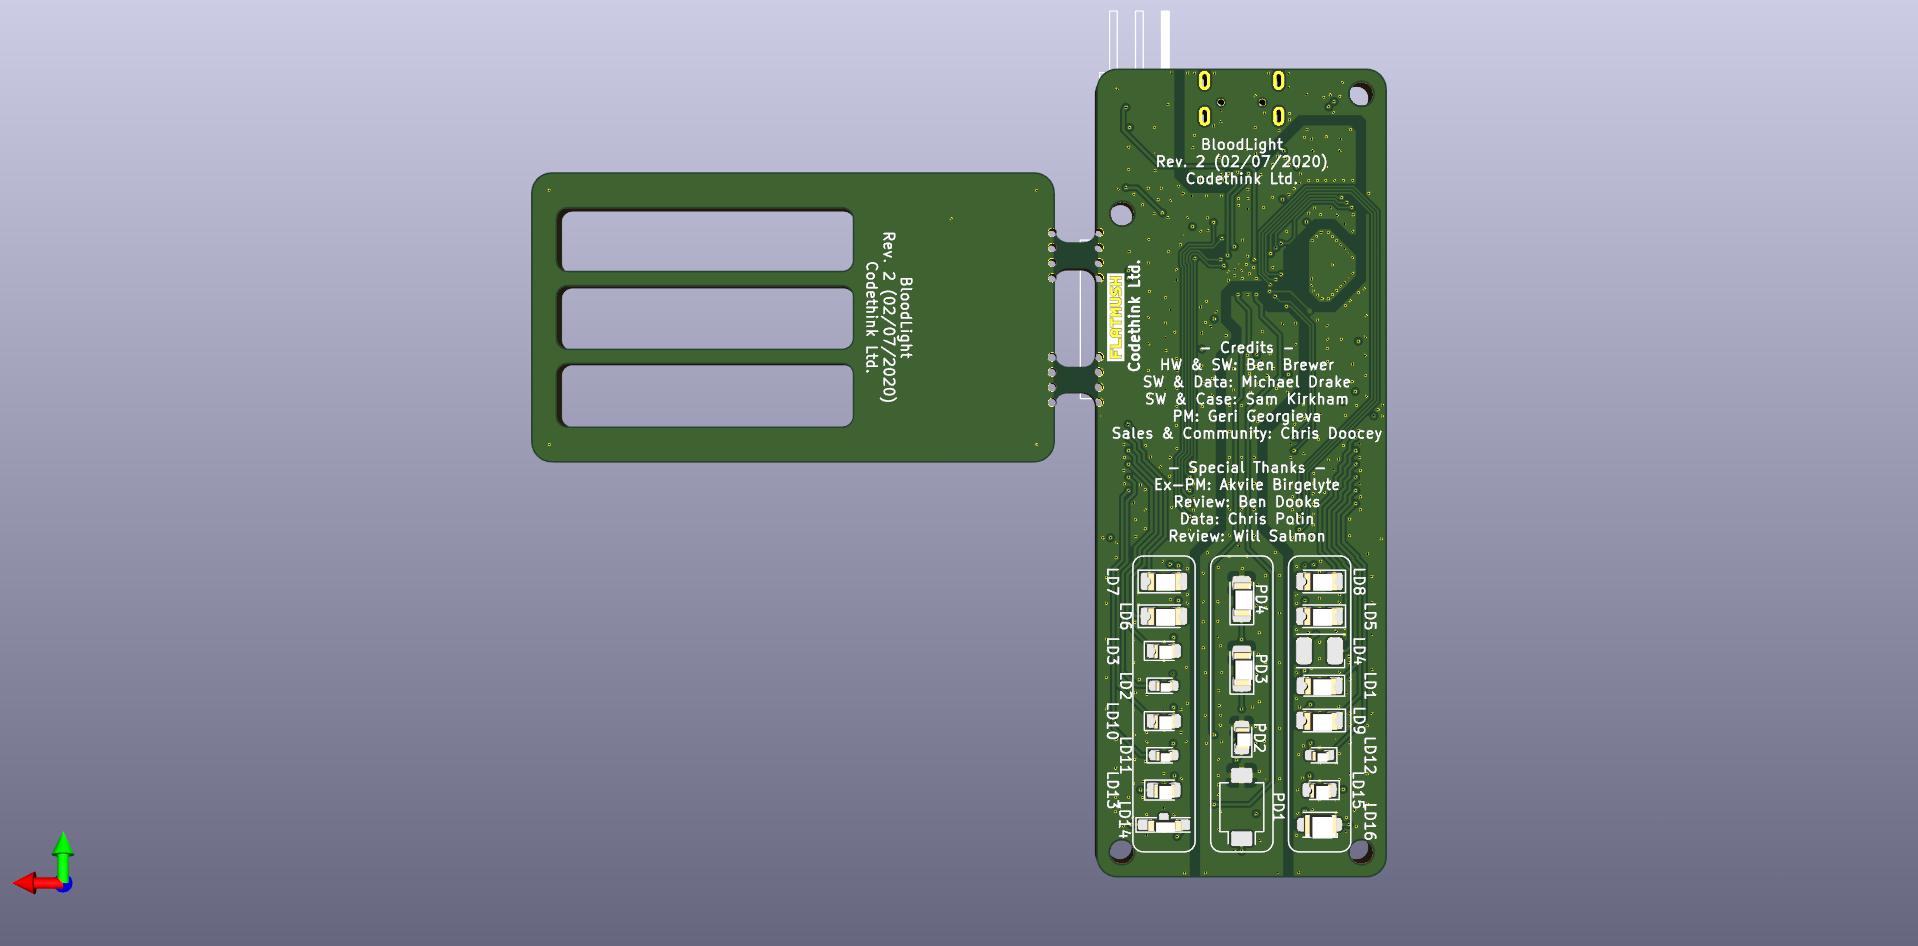 BloodLight
Rev. 2 (02/07/2020)
Codethink Ltd.
BloodLight
Rev. 2 (02/07/2020)
Codethink Ltd.
FLATMUSH
Codethink Ltd.
— Credits —
HW & SW: Ben Brewer
SW & Data: Michael Drake
SW & Case: Sam Kirkham
PM: Geri Georgieva
Sales & Community: Chris Doocey
— Special Thanks —
Ex-PM: Akvile Birgelyte
Review: Ben Dooks
Data: Chris Polin
Review: Will Salmon
LD7
LD6
LD3
LD2
LD10
LD11
LD13
LD14
PD4
PD3
PD2
PD1
LD8
LD5
LD4
LD1
LD9
LD12
LD15
LD16